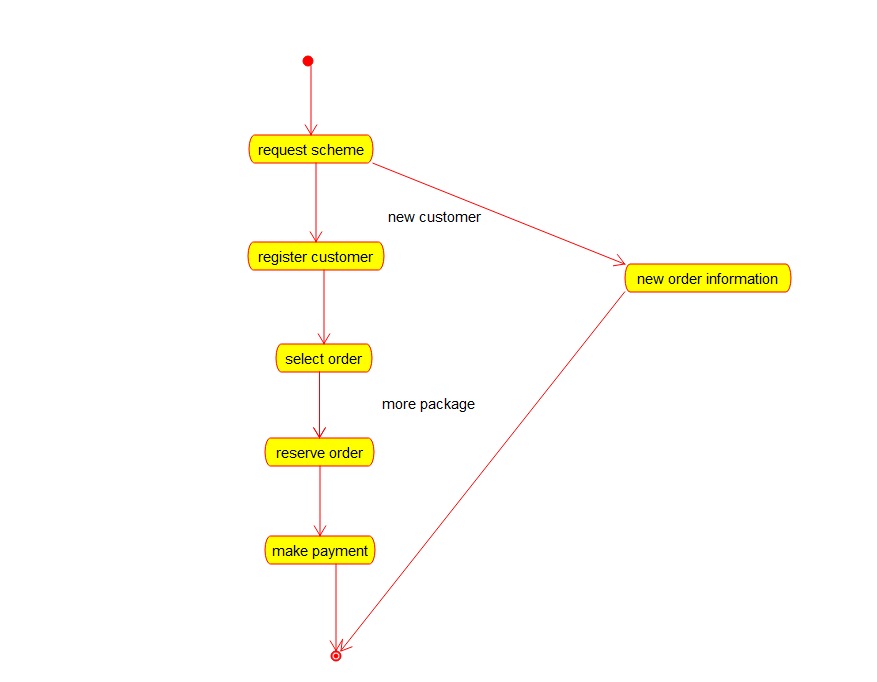 request scheme
new customer
register customer
new order information
select order
more package
reserve order
make payment